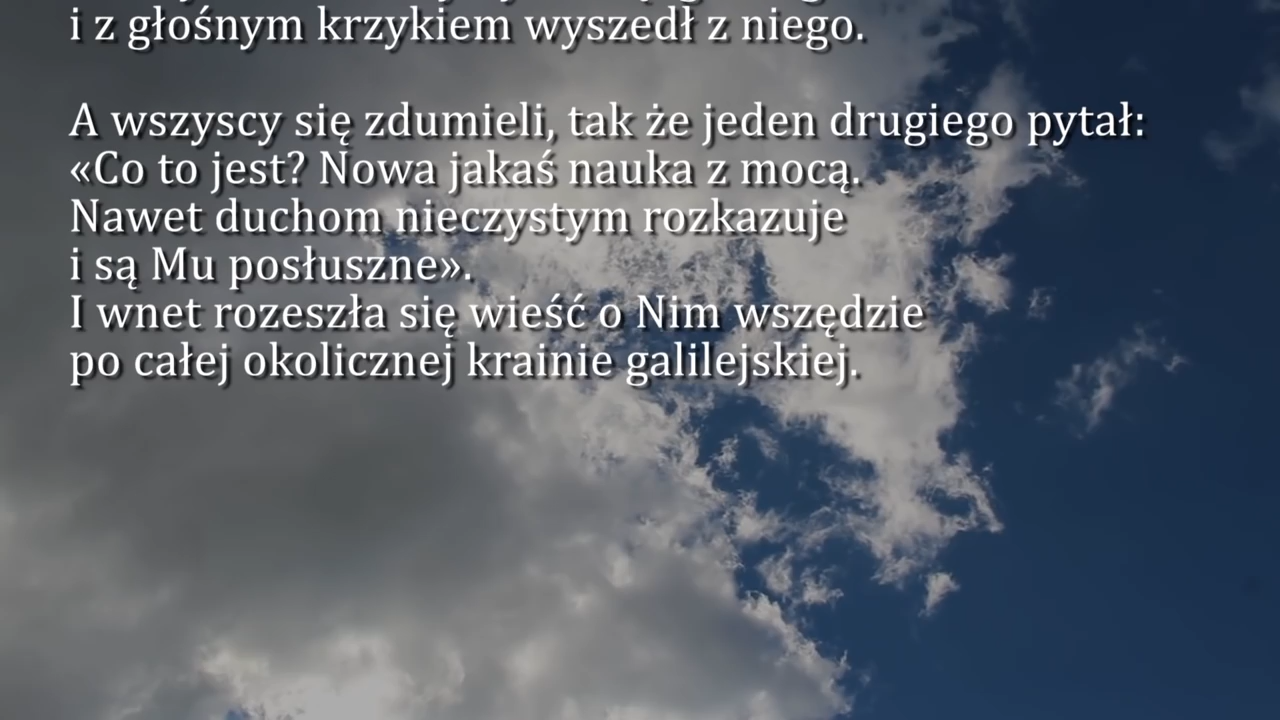 i z głośnym krzykiem wyszedł z niego.
A wszyscy się zdumieli, tak że jeden drugiego pytał:
«Co to jest? Nowa jakaś nauka z mocą.
Nawet duchom nieczystym rozkazuje
i są Mu posłuszne».
I wnet rozeszła się wieść o Nim wszędzie
po całej okolicznej krainie galilejskiej.